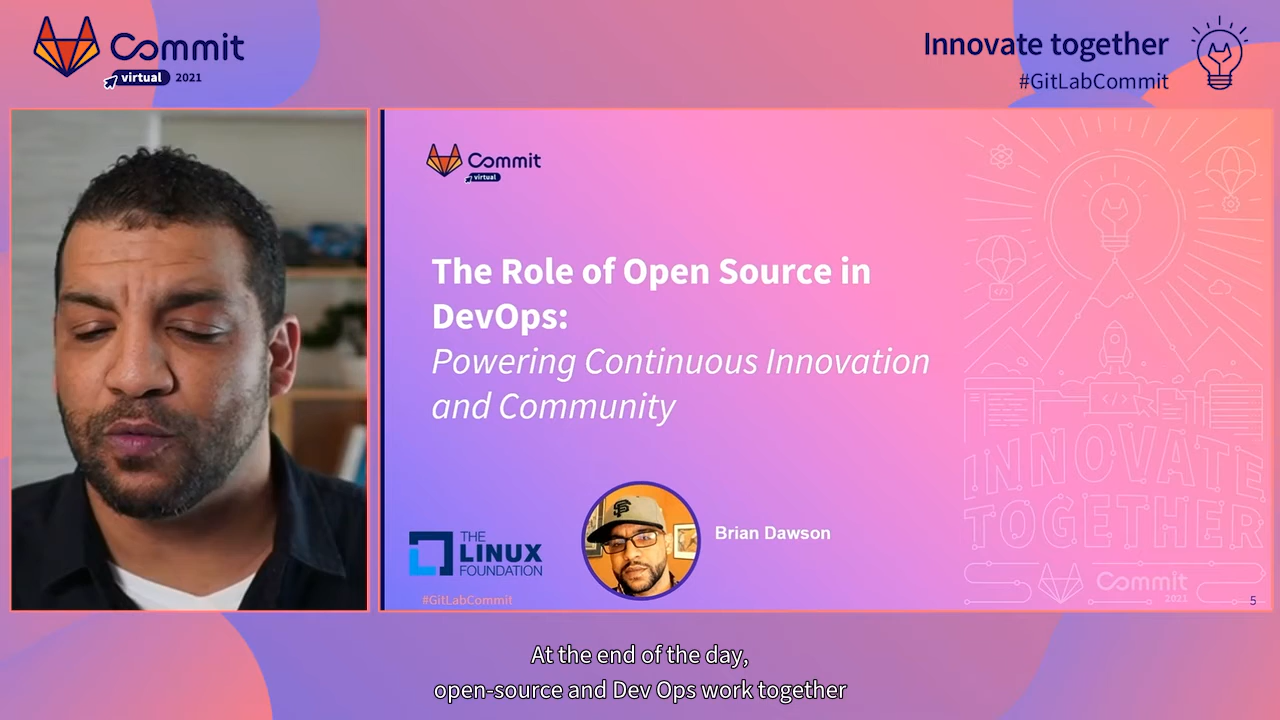 Commit
virtual 2021
Innovate together
#GitLabCommit
Commit
virtual
The Role of Open Source in
DevOps:
Powering Continuous Innovation
and Community
THE
LINUX
FOUNDATION
SF
Brian Dawson
#GitLabCommit
INNOVATE
TOGETHER
Commit
2021
5
At the end of the day,
open-source and Dev Ops work together